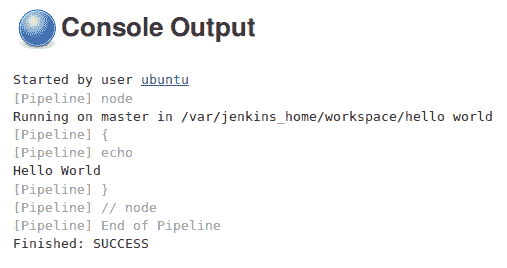 Console Output
Started by user ubuntu
[Pipeline] node
Running on master in /var/jenkins_home/workspace/hello world
[Pipeline] {
[Pipeline] echo
Hello World
[Pipeline] }
[Pipeline] // node
[Pipeline] End of Pipeline
Finished: SUCCESS